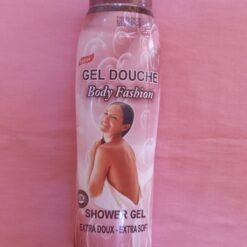 GEL DOUCHE
Body Fashion
SHOWER GEL
EXTRA DOUX - EXTRA SOFT